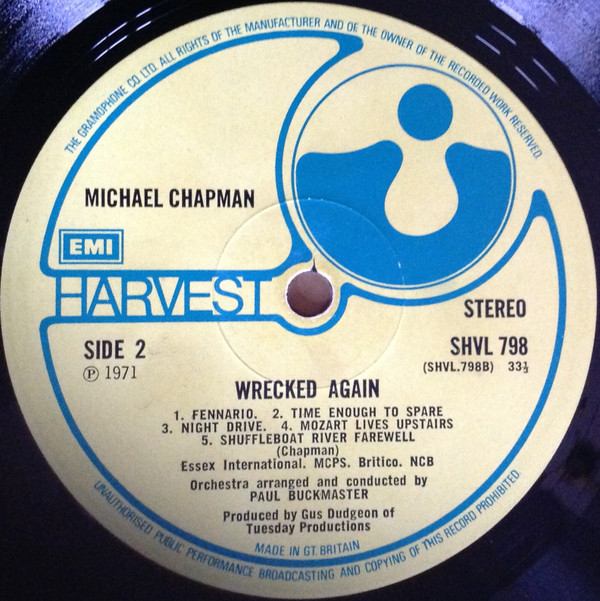 THE GRAMOPHONE CO. LTD. ALL RIGHTS OF THE MANUFACTURER AND OF THE OWNER OF THE RECORDED WORK RESERVED.
MICHAEL CHAPMAN
EMI
HARVEST
STEREO
SIDE 2
SHVL 798
Ⓟ 1971
(SHVL.798B) 33⅓
WRECKED AGAIN
1. FENNARIO. 2. TIME ENOUGH TO SPARE
3. NIGHT DRIVE. 4. MOZART LIVES UPSTAIRS
5. SHUFFLEBOAT RIVER FAREWELL
(Chapman)
Essex International. MCPS. Britico. NCB
Orchestra arranged and conducted by
PAUL BUCKMASTER
Produced by Gus Dudgeon of
Tuesday Productions
MADE IN GT. BRITAIN
UNAUTHORISED PUBLIC PERFORMANCE BROADCASTING AND COPYING OF THIS RECORD PROHIBITED.